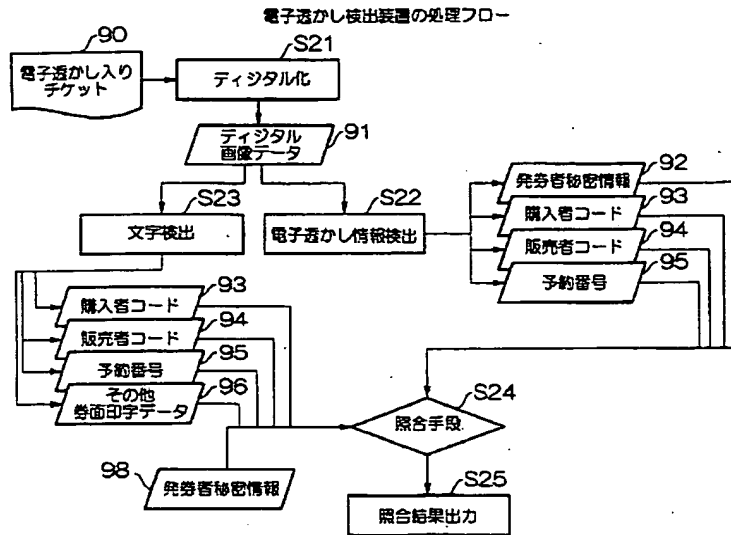 電子透かし検出装置の処理フロー
90
電子透かし入り
チケット
S21
ディジタル化
ディジタル
画像データ
91
S23
文字検出
S22
電子透かし情報検出
発券者秘密情報
92
購入者コード
93
販売者コード
94
予約番号
95
購入者コード
93
販売者コード
94
予約番号
95
その他
券面印字データ
96
98
発券者秘密情報
S24
照合手段
S25
照合結果出力